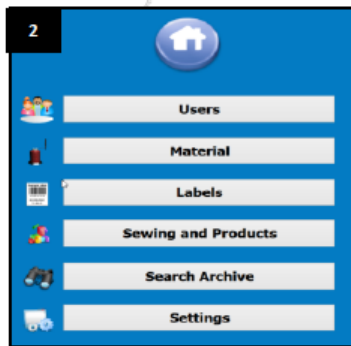 2
Users
Material
Labels
Sewing and Products
Search Archive
Settings